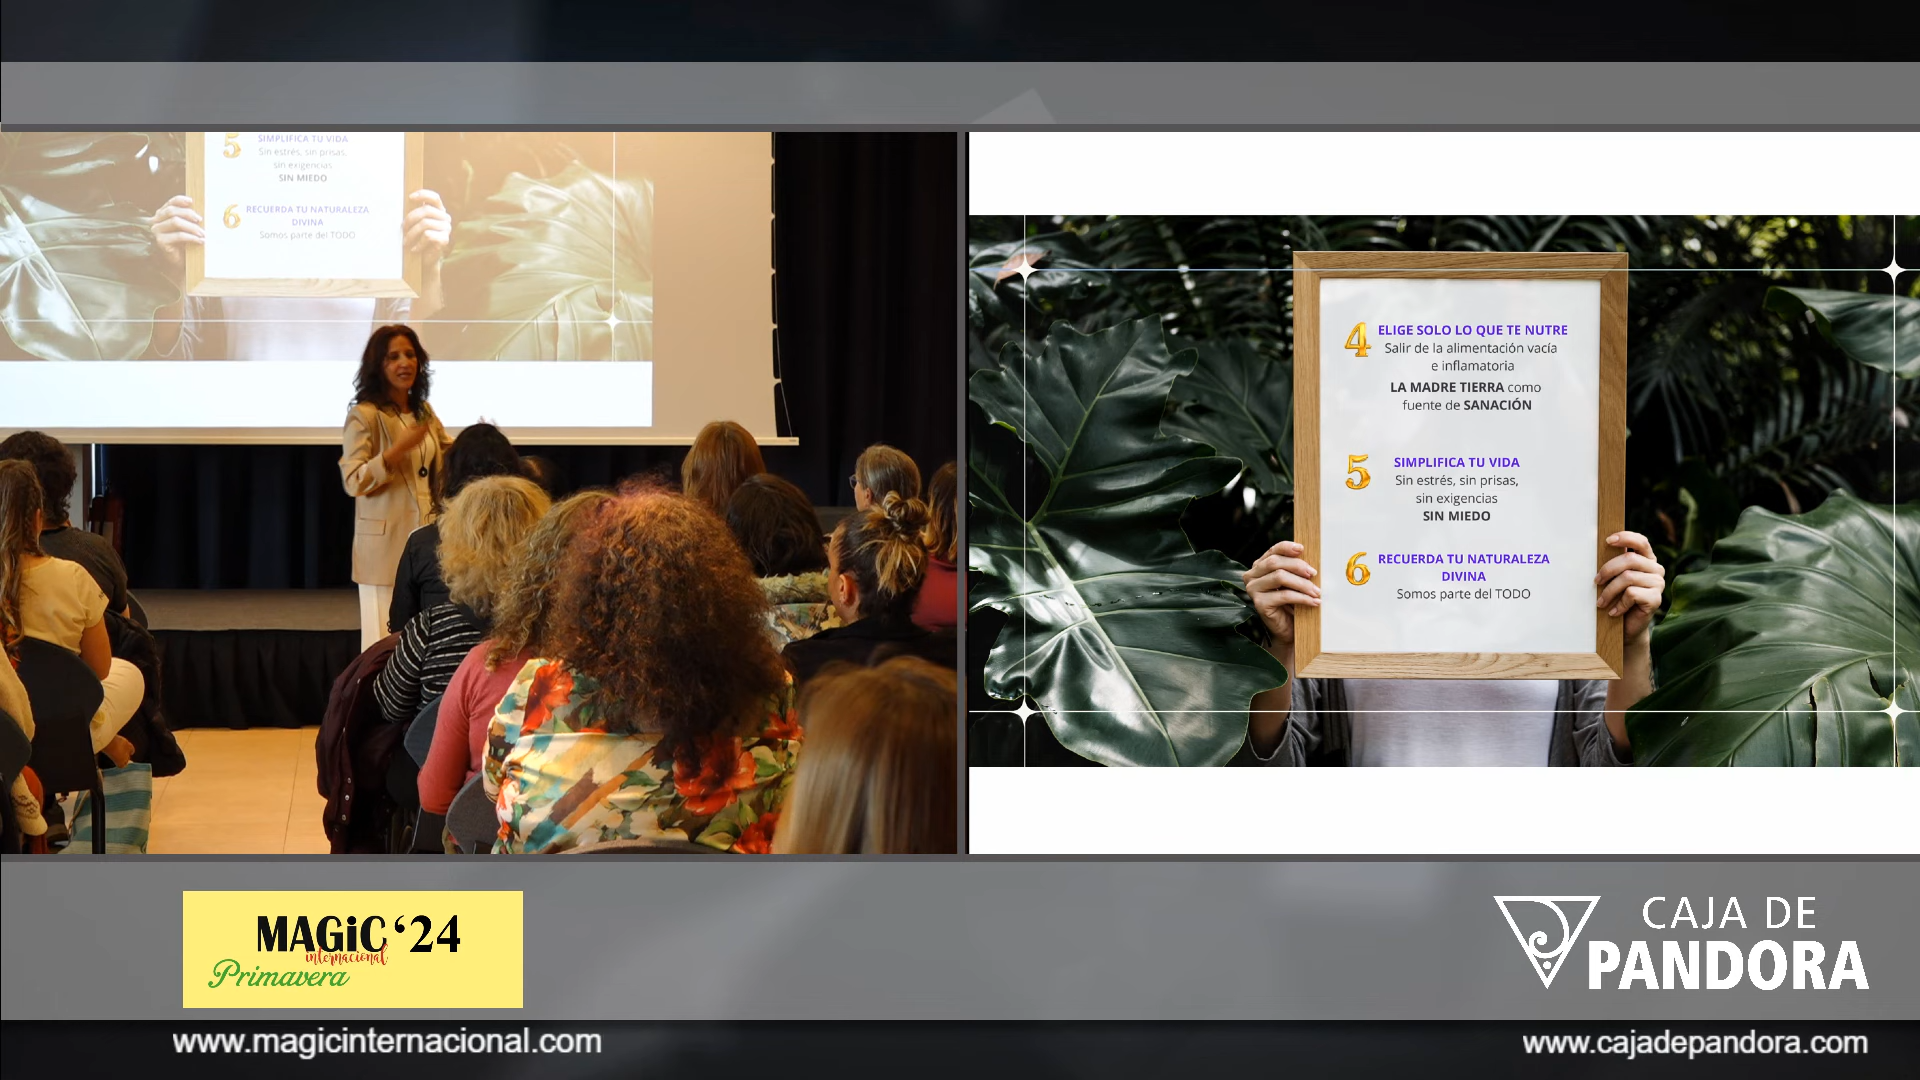 5 SIMPLIFICA TU VIDA
Sin estrés, sin prisas,
sin exigencias
SIN MIEDO
6 RECUERDA TU NATURALEZA
DIVINA
Somos parte del TODO
4 ELIGE SOLO LO QUE TE NUTRE
Salir de la alimentación vacía
e inflamatoria
LA MADRE TIERRA como
fuente de SANACIÓN
5 SIMPLIFICA TU VIDA
Sin estrés, sin prisas,
sin exigencias
SIN MIEDO
6 RECUERDA TU NATURALEZA
DIVINA
Somos parte del TODO
MAGiC ‘24
internacional
Primavera
CAJA DE
PANDORA
www.magicinternacional.com
www.cajadepandora.com